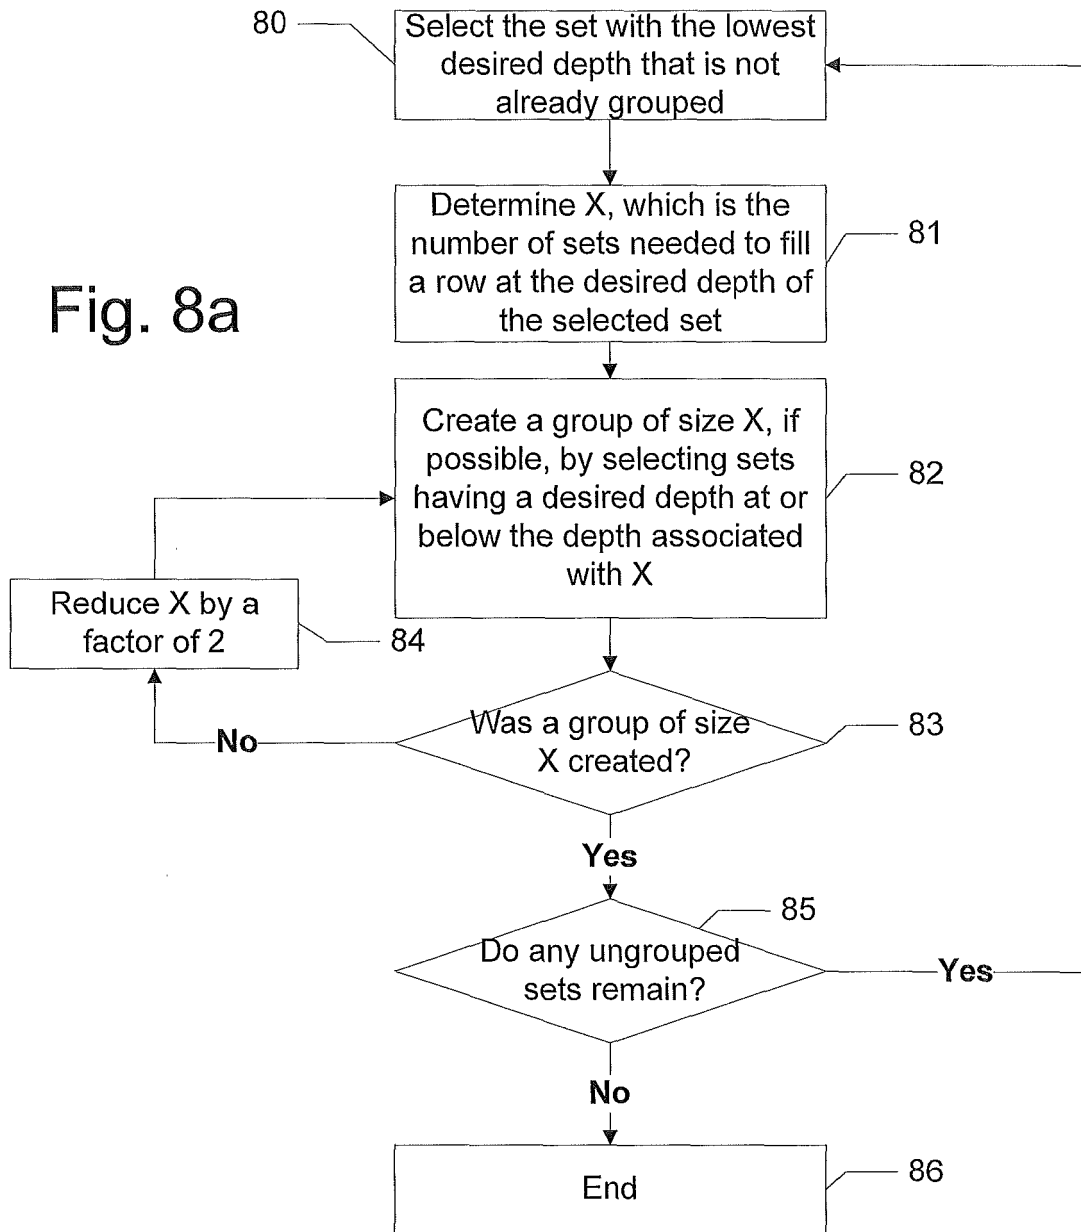 80
Select the set with the lowest
desired depth that is not
already grouped
Determine X, which is the
number of sets needed to fill
a row at the desired depth of
the selected set
81
Fig. 8a
Create a group of size X, if
possible, by selecting sets
having a desired depth at or
below the depth associated
with X
82
Reduce X by a
factor of 2
84
Was a group of size
X created?
83
No
Yes
85
Do any ungrouped
sets remain?
Yes
No
End
86